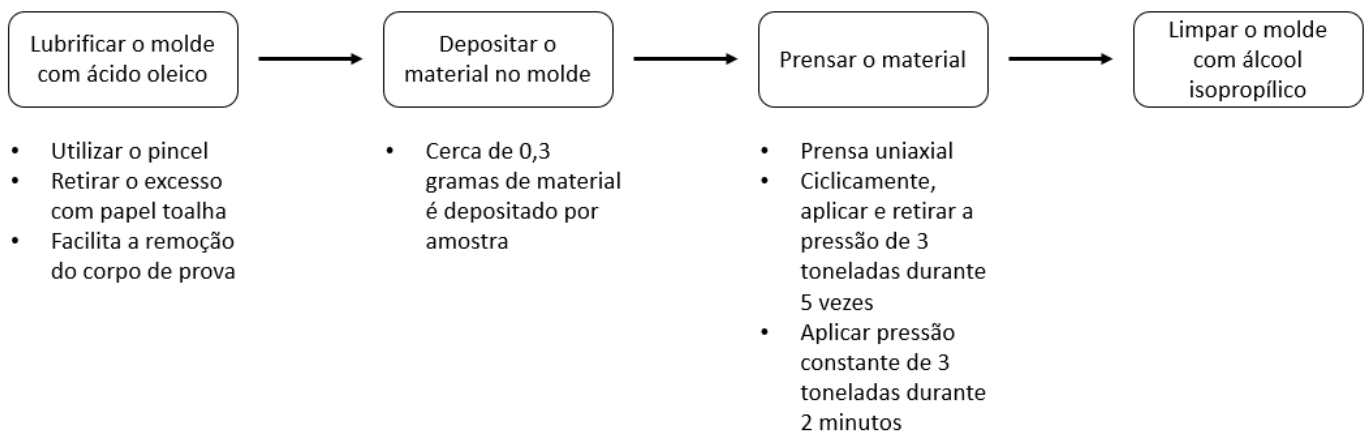 Lubrificar o molde
com ácido oleico
Depositar o
material no molde
Prensar o material
Limpar o molde
com álcool
isopropílico
• Utilizar o pincel
• Retirar o excesso
com papel toalha
• Facilita a remoção
do corpo de prova
• Cerca de 0,3
gramas de material
é depositado por
amostra
• Prensa uniaxial
• Ciclicamente,
aplicar e retirar a
pressão de 3
toneladas durante
5 vezes
• Aplicar pressão
constante de 3
toneladas durante
2 minutos